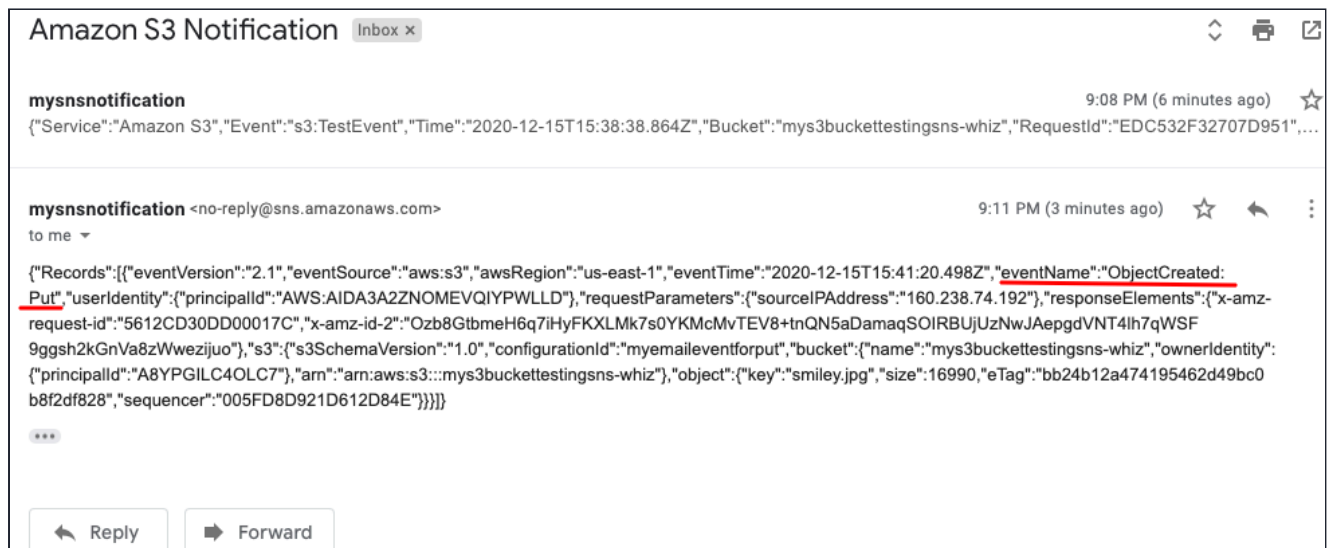 Amazon S3 Notification Inbox ×
mysnsnotification 9:08 PM (6 minutes ago)
{"Service":"Amazon S3","Event":"s3:TestEvent","Time":"2020-12-15T15:38:38.864Z","Bucket":"mys3buckettestingsns-whiz","RequestId":"EDC532F32707D951",...
mysnsnotification <no-reply@sns.amazonaws.com> 9:11 PM (3 minutes ago)
to me
{"Records":[{"eventVersion":"2.1","eventSource":"aws:s3","awsRegion":"us-east-1","eventTime":"2020-12-15T15:41:20.498Z","eventName":"ObjectCreated:
Put","userIdentity":{"principalId":"AWS:AIDA3A2ZNOMEVQIYPWLLD"},"requestParameters":{"sourceIPAddress":"160.238.74.192"},"responseElements":{"x-amz-
request-id":"5612CD30DD00017C","x-amz-id-2":"Ozb8GtbmeH6q7iHyFKXLMk7s0YKMcMvTEV8+tnQN5aDamaqSOIRBUjUzNwJAepgdVNT4lh7qWSF
9ggsh2kGnVa8zWwezijuo"},"s3":{"s3SchemaVersion":"1.0","configurationId":"myemaileventforput","bucket":{"name":"mys3buckettestingsns-whiz","ownerIdentity":
{"principalId":"A8YPGILC4OLC7"},"arn":"arn:aws:s3:::mys3buckettestingsns-whiz"},"object":{"key":"smiley.jpg","size":16990,"eTag":"bb24b12a474195462d49bc0
b8f2df828","sequencer":"005FD8D921D612D84E"}}}]}
Reply Forward